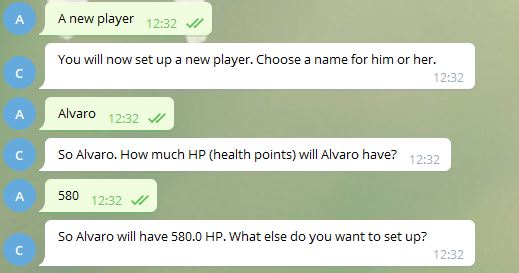 A
A new player 12:32
C
You will now set up a new player. Choose a name for him or her.
12:32
A
Alvaro 12:32
C
So Alvaro. How much HP (health points) will Alvaro have? 12:32
A
580 12:32
C
So Alvaro will have 580.0 HP. What else do you want to set up?
12:32